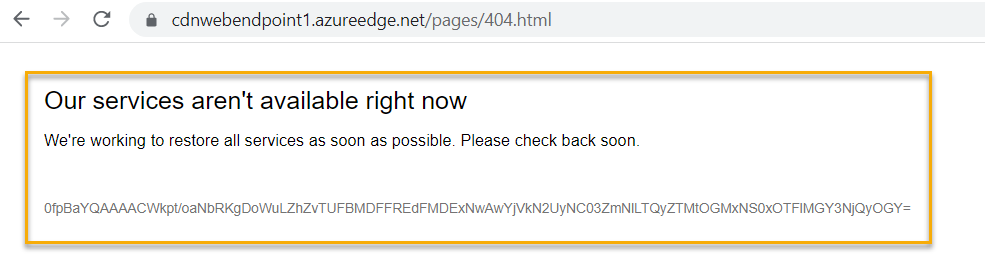 cdnwebendpoint1.azureedge.net/pages/404.html
Our services aren't available right now
We're working to restore all services as soon as possible. Please check back soon.
0fpBaYQAAAACWkpt/oaNbRKgDoWuLZhZvTUFBMDFFREdFMDExNwAwYjVkN2UyNC03ZmNlLTQyZTMtOGMxNS0xOTFlMGY3NjQyOGY=